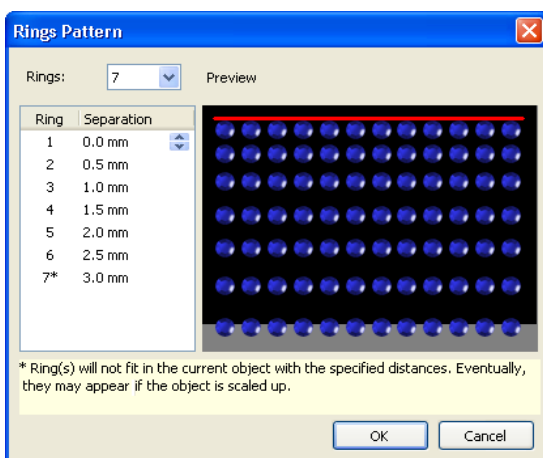 Rings Pattern
Rings: 7 Preview
Ring Separation
1 0.0 mm
2 0.5 mm
3 1.0 mm
4 1.5 mm
5 2.0 mm
6 2.5 mm
7* 3.0 mm
* Ring(s) will not fit in the current object with the specified distances. Eventually,
they may appear if the object is scaled up.
OK Cancel